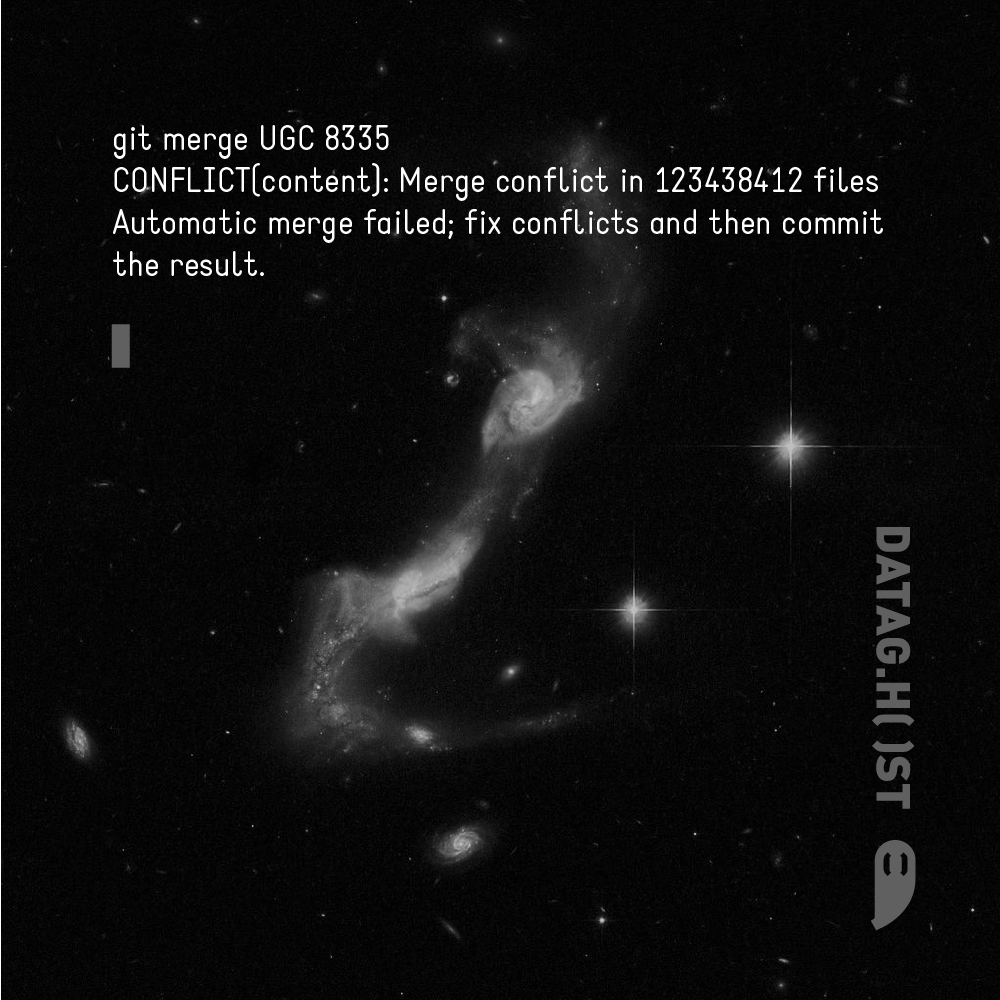 git merge UGC 8335
CONFLICT(content): Merge conflict in 123438412 files
Automatic merge failed; fix conflicts and then commit
the result.
DATAG.H( )ST